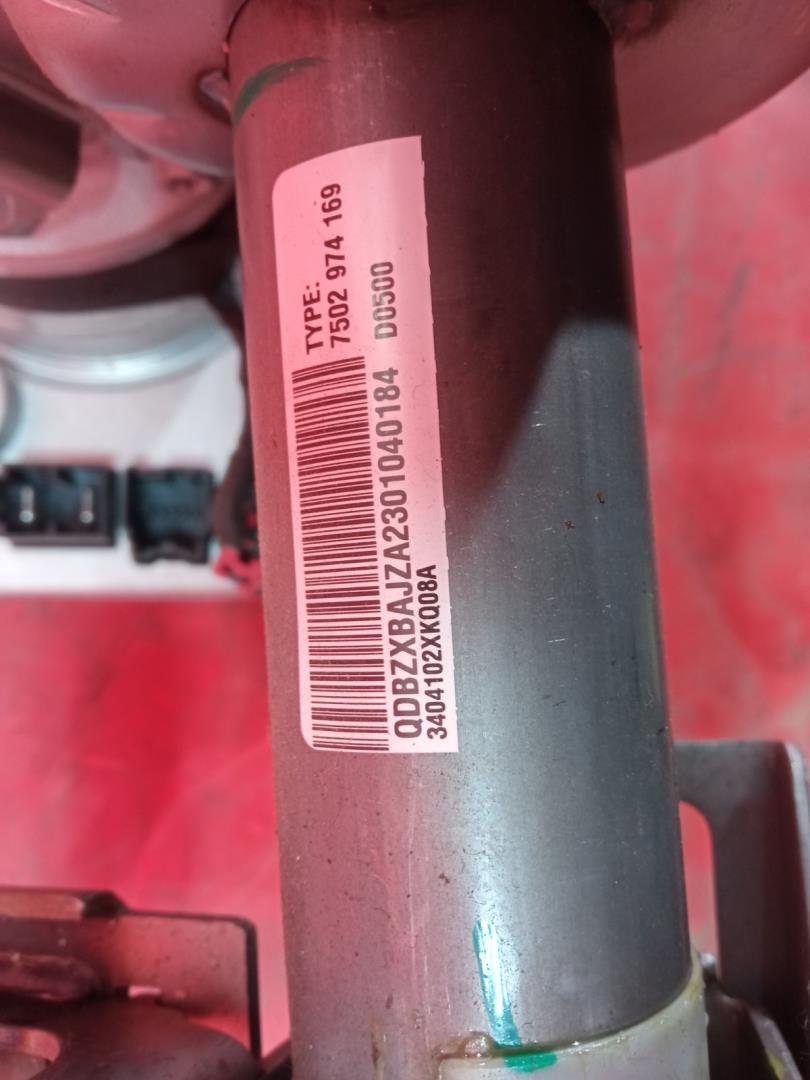 TYPE:
7502 974 169
D0500
QDBZXBAJZA2301040184
3404102XKQ08A